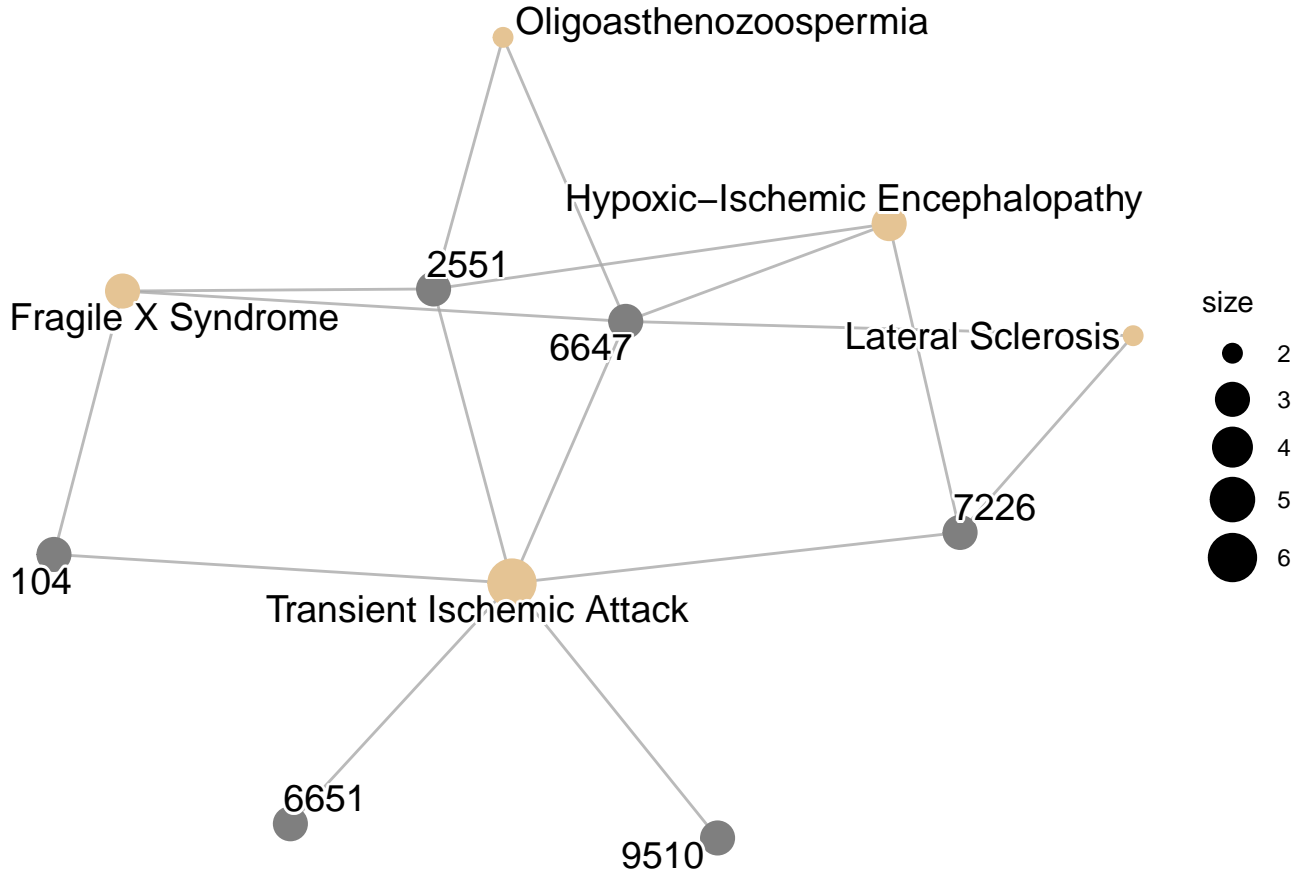 Oligoasthenozoospermia
Hypoxic–Ischemic Encephalopathy
2551
Fragile X Syndrome
6647
Lateral Sclerosis
7226
104
Transient Ischemic Attack
6651
9510
size
2
3
4
5
6